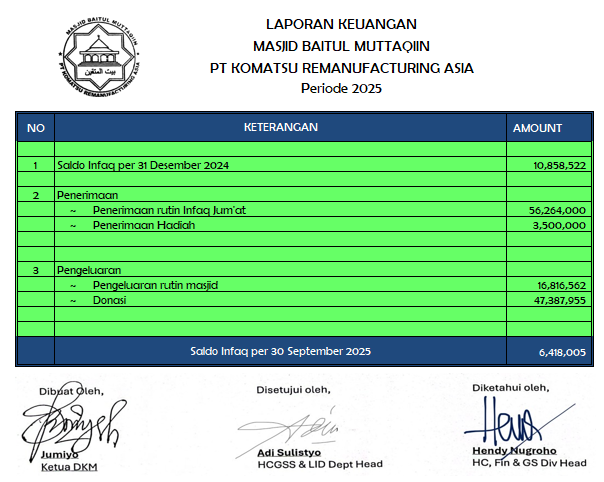 MASJID BAITUL MUTTAQIIN
بيت المتقين
PT KOMATSU REMANUFACTURING ASIA
LAPORAN KEUANGAN
MASJID BAITUL MUTTAQIIN
PT KOMATSU REMANUFACTURING ASIA
Periode 2025
NO KETERANGAN AMOUNT
1 Saldo Infaq per 31 Desember 2024 10,858,522
2 Penerimaan
~ Penerimaan rutin Infaq Jum'at 56,264,000
~ Penerimaan Hadiah 3,500,000
3 Pengeluaran
~ Pengeluaran rutin masjid 16,816,562
~ Donasi 47,387,955
Saldo Infaq per 30 September 2025 6,418,005
Dibuat Oleh, Disetujui oleh, Diketahui oleh,
Jumiyo Adi Sulistyo Hendy Nugroho
Ketua DKM HCGSS & LID Dept Head HC, Fin & GS Div Head